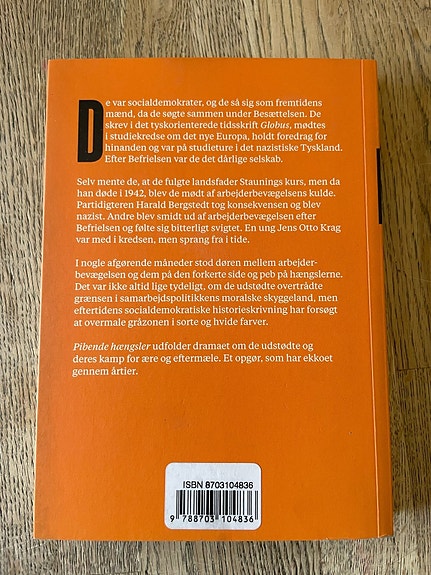 De var socialdemokrater, og de så sig som fremtidens
mænd, da de søgte sammen under Besættelsen. De
skrev i det tyskorienterede tidsskrift Globus, mødtes
i studiekredse om det nye Europa, holdt foredrag for
hinanden og var på studieture i det nazistiske Tyskland.
Efter Befrielsen var de det dårlige selskab.
Selv mente de, at de fulgte landsfader Staunings kurs, men da
han døde i 1942, blev de mødt af arbejderbevægelsens kulde.
Partidigteren Harald Bergstedt tog konsekvensen og blev
nazist. Andre blev smidt ud af arbejderbevægelsen efter
Befrielsen og følte sig bitterligt svigtet. En ung Jens Otto Krag
var med i kredsen, men sprang fra i tide.
I nogle afgørende måneder stod døren mellem arbejder-
bevægelsen og dem på den forkerte side og peb på hængslerne.
Det var ikke altid lige tydeligt, om de udstødte overtrådte
grænsen i samarbejdspolitikkens moralske skyggeland, men
eftertidens socialdemokratiske historieskrivning har forsøgt
at overmale gråzonen i sorte og hvide farver.
Pibende hængsler udfolder dramaet om de udstødte og
deres kamp for ære og eftermæle. Et opgør, som har ekkoet
gennem årtier.
ISBN 8703104836
9 788703 104836